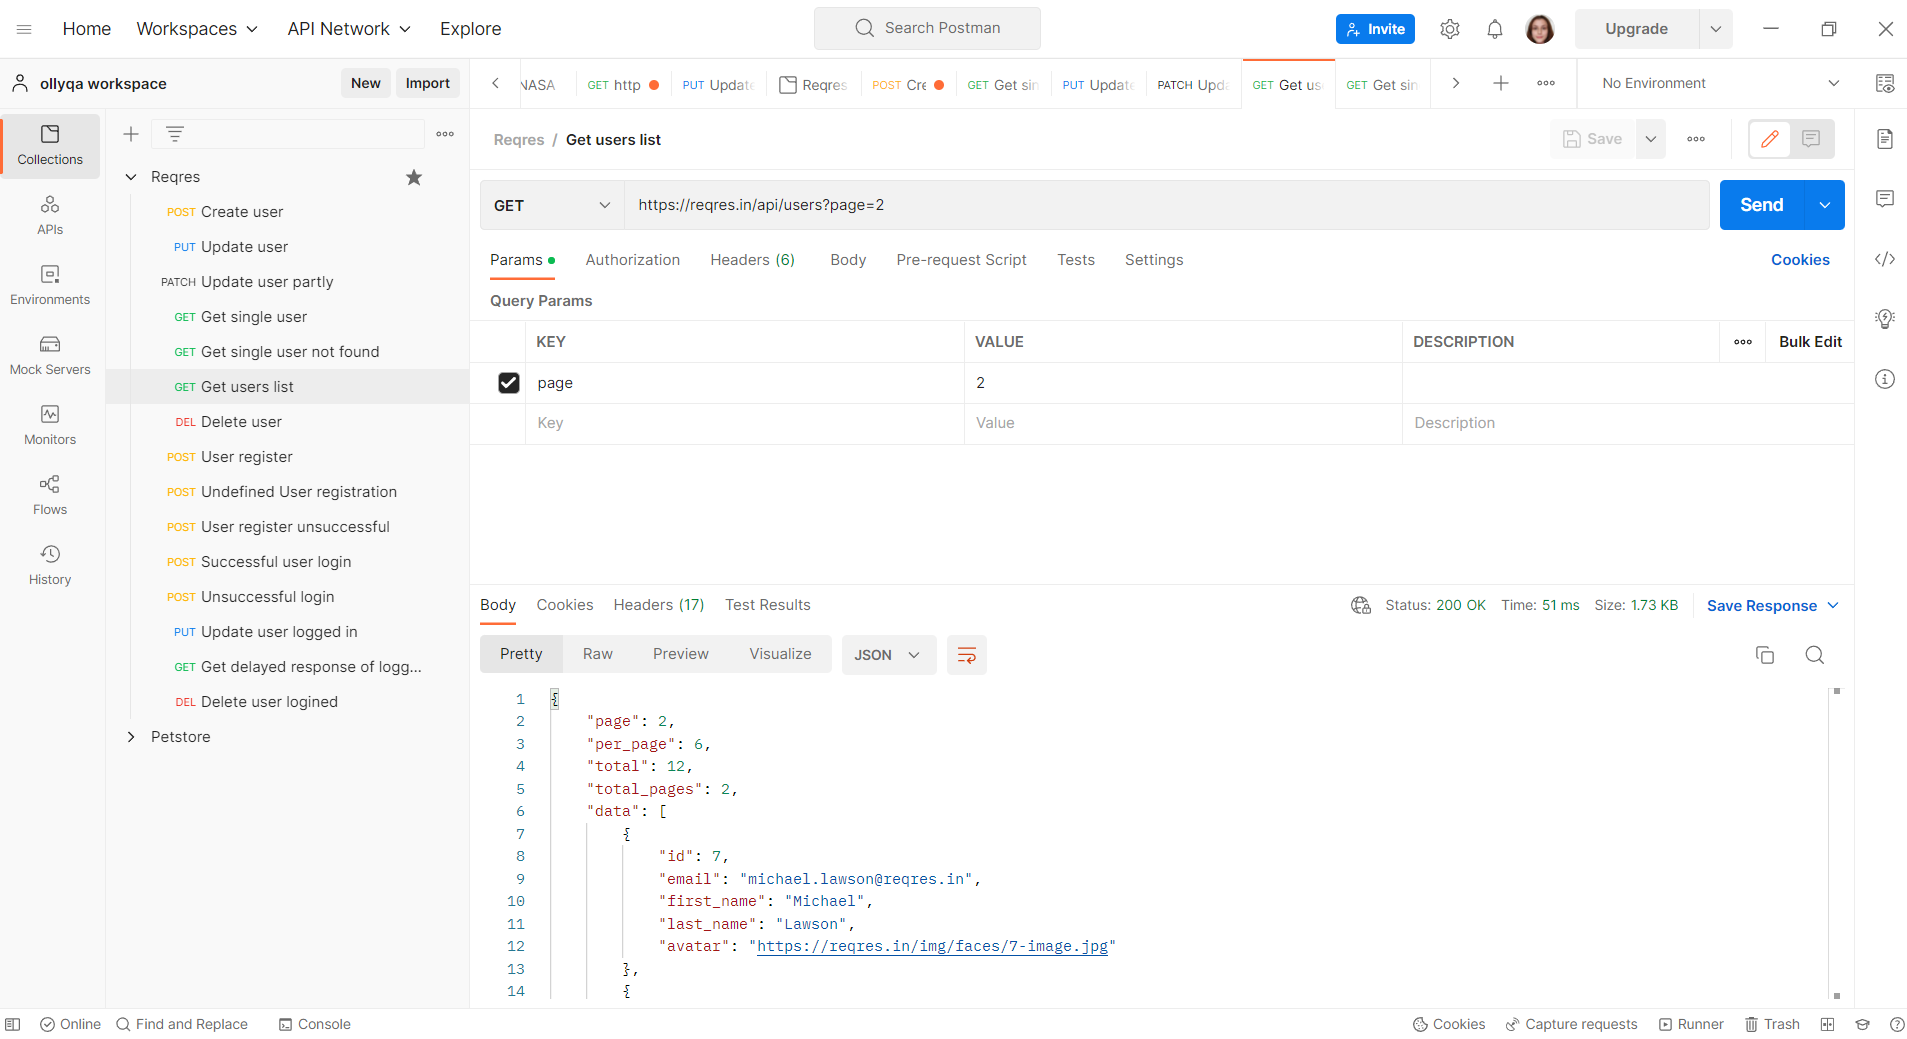 Home Workspaces API Network Explore Search Postman Invite Upgrade
ollyqa workspace New Import NASA GET http PUT Update Reqres POST Cre GET Get sin PUT Update PATCH Upda GET Get us GET Get sin No Environment
Reqres / Get users list Save
Collections
APIs
Environments
Mock Servers
Monitors
Flows
History
Reqres
POST Create user
PUT Update user
PATCH Update user partly
GET Get single user
GET Get single user not found
GET Get users list
DEL Delete user
POST User register
POST Undefined User registration
POST User register unsuccessful
POST Successful user login
POST Unsuccessful login
PUT Update user logged in
GET Get delayed response of logg...
DEL Delete user logined
Petstore
GET https://reqres.in/api/users?page=2 Send
Params Authorization Headers (6) Body Pre-request Script Tests Settings Cookies
Query Params
KEY VALUE DESCRIPTION Bulk Edit
page 2
Key Value Description
Body Cookies Headers (17) Test Results Status: 200 OK Time: 51 ms Size: 1.73 KB Save Response
Pretty Raw Preview Visualize JSON
1 {
2 "page": 2,
3 "per_page": 6,
4 "total": 12,
5 "total_pages": 2,
6 "data": [
7 {
8 "id": 7,
9 "email": "michael.lawson@reqres.in",
10 "first_name": "Michael",
11 "last_name": "Lawson",
12 "avatar": "https://reqres.in/img/faces/7-image.jpg"
13 },
14 {
Online Find and Replace Console Cookies Capture requests Runner Trash